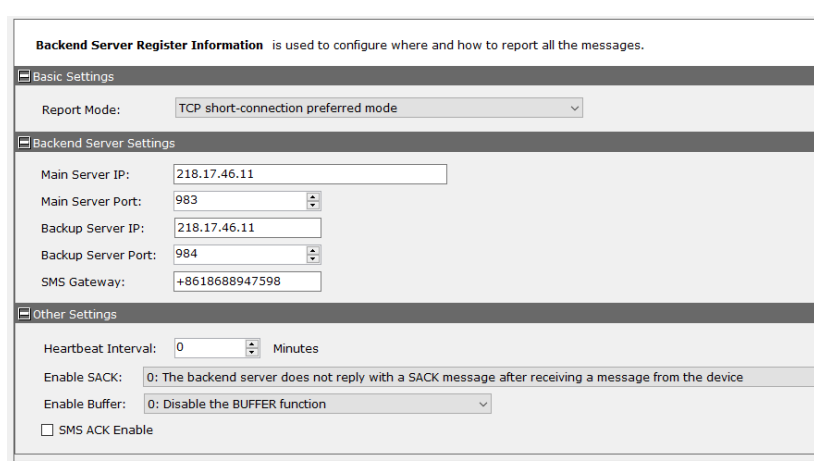 Backend Server Register Information is used to configure where and how to report all the messages.
Basic Settings
Report Mode: TCP short-connection preferred mode
Backend Server Settings
Main Server IP: 218.17.46.11
Main Server Port: 983
Backup Server IP: 218.17.46.11
Backup Server Port: 984
SMS Gateway: +8618688947598
Other Settings
Heartbeat Interval: 0 Minutes
Enable SACK: 0: The backend server does not reply with a SACK message after receiving a message from the device
Enable Buffer: 0: Disable the BUFFER function
SMS ACK Enable